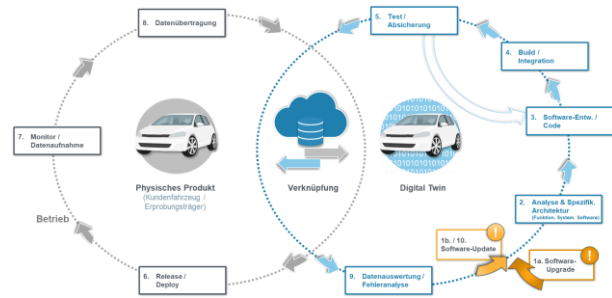 8. Datenübertragung
5. Test /
Absicherung
4. Build /
Integration
3. Software-Entw. /
Code
7. Monitor /
Datenaufnahme
Physisches Produkt
(Kundenfahrzeug /
Erprobungsträger)
Verknüpfung
Digital Twin
2. Analyse & Spezifik.
Architektur
(Funktion, System, Software)
Betrieb
1b. / 10.
Software-Update
!
1a. Software-
Upgrade
!
6. Release /
Deploy
9. Datenauswertung /
Fehleranalyse